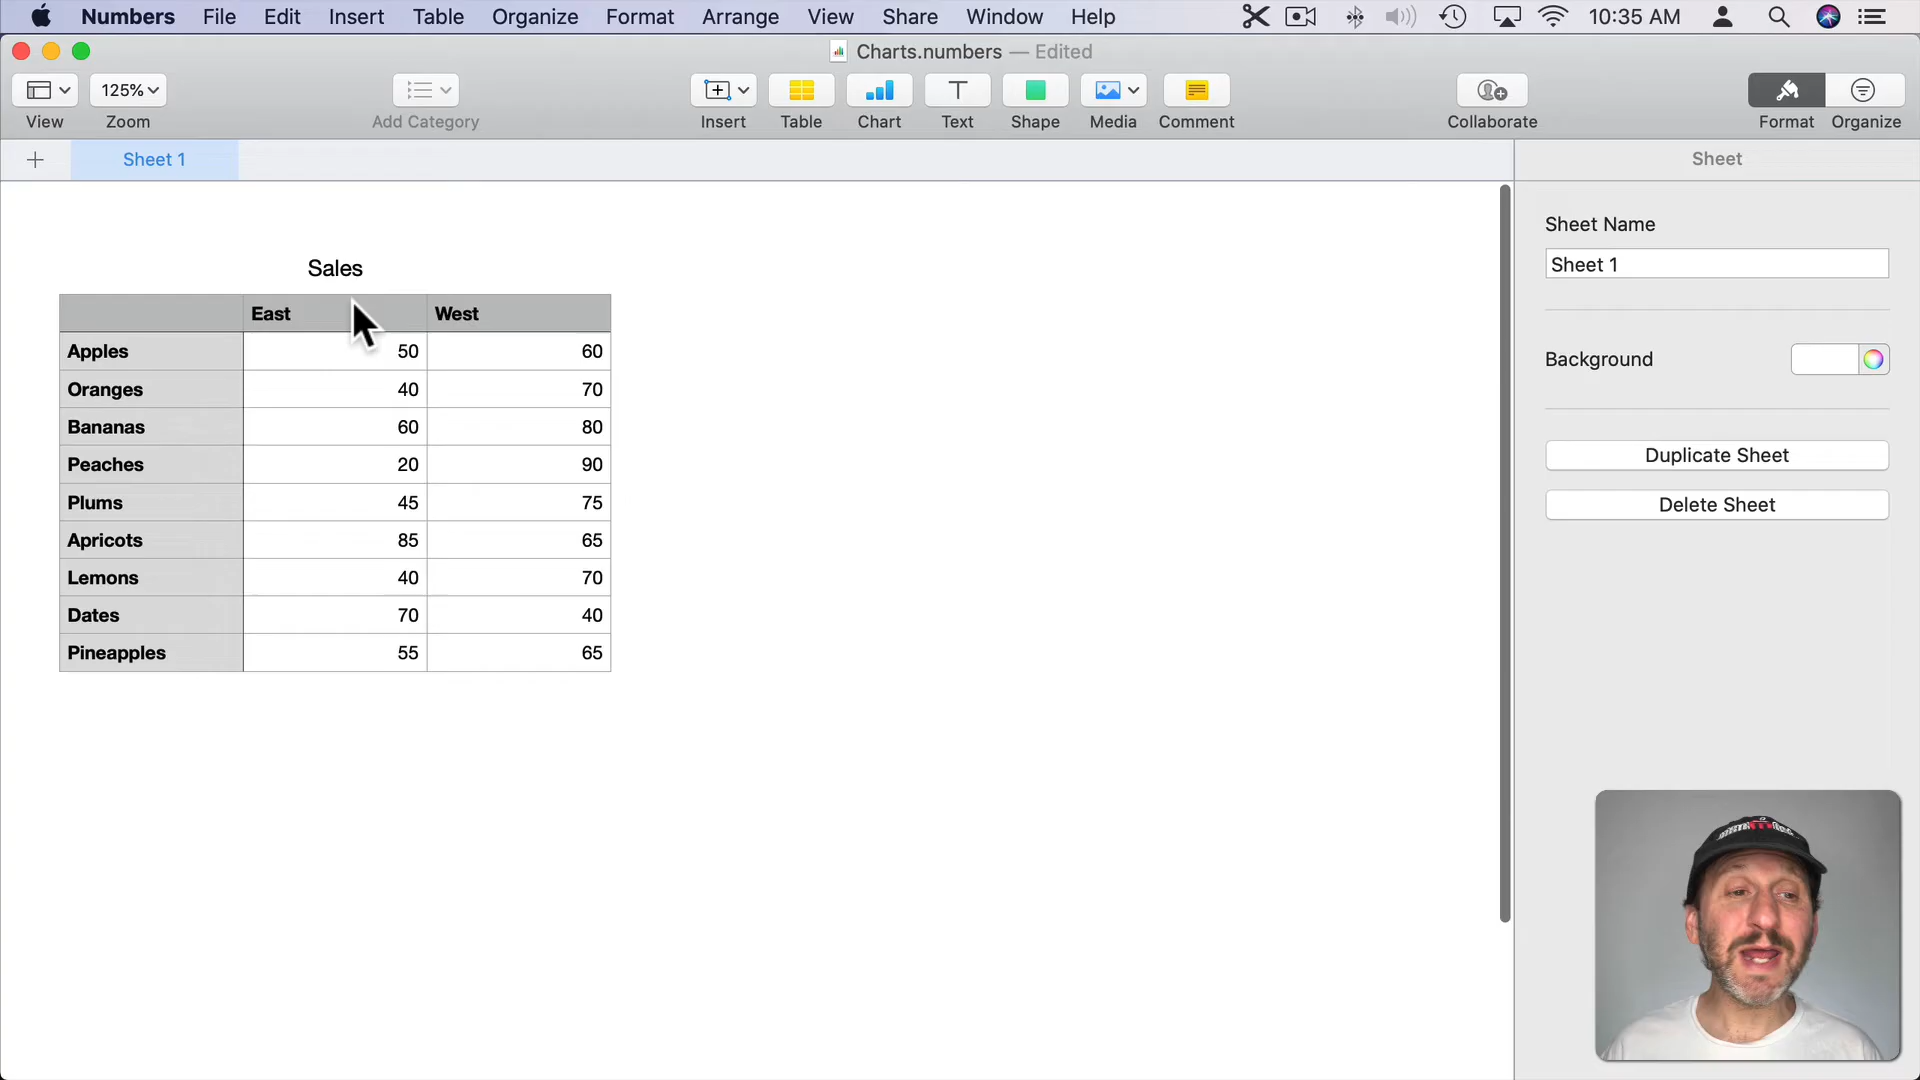 Numbers File Edit Insert Table Organize Format Arrange View Share Window Help 10:35 AM
Charts.numbers — Edited
125%
View Zoom Add Category Insert Table Chart Text Shape Media Comment Collaborate Format Organize
Sheet 1 Sheet
Sheet Name
Sheet 1
Background
Duplicate Sheet
Delete Sheet
Sales
East West
Apples 50 60
Oranges 40 70
Bananas 60 80
Peaches 20 90
Plums 45 75
Apricots 85 65
Lemons 40 70
Dates 70 40
Pineapples 55 65